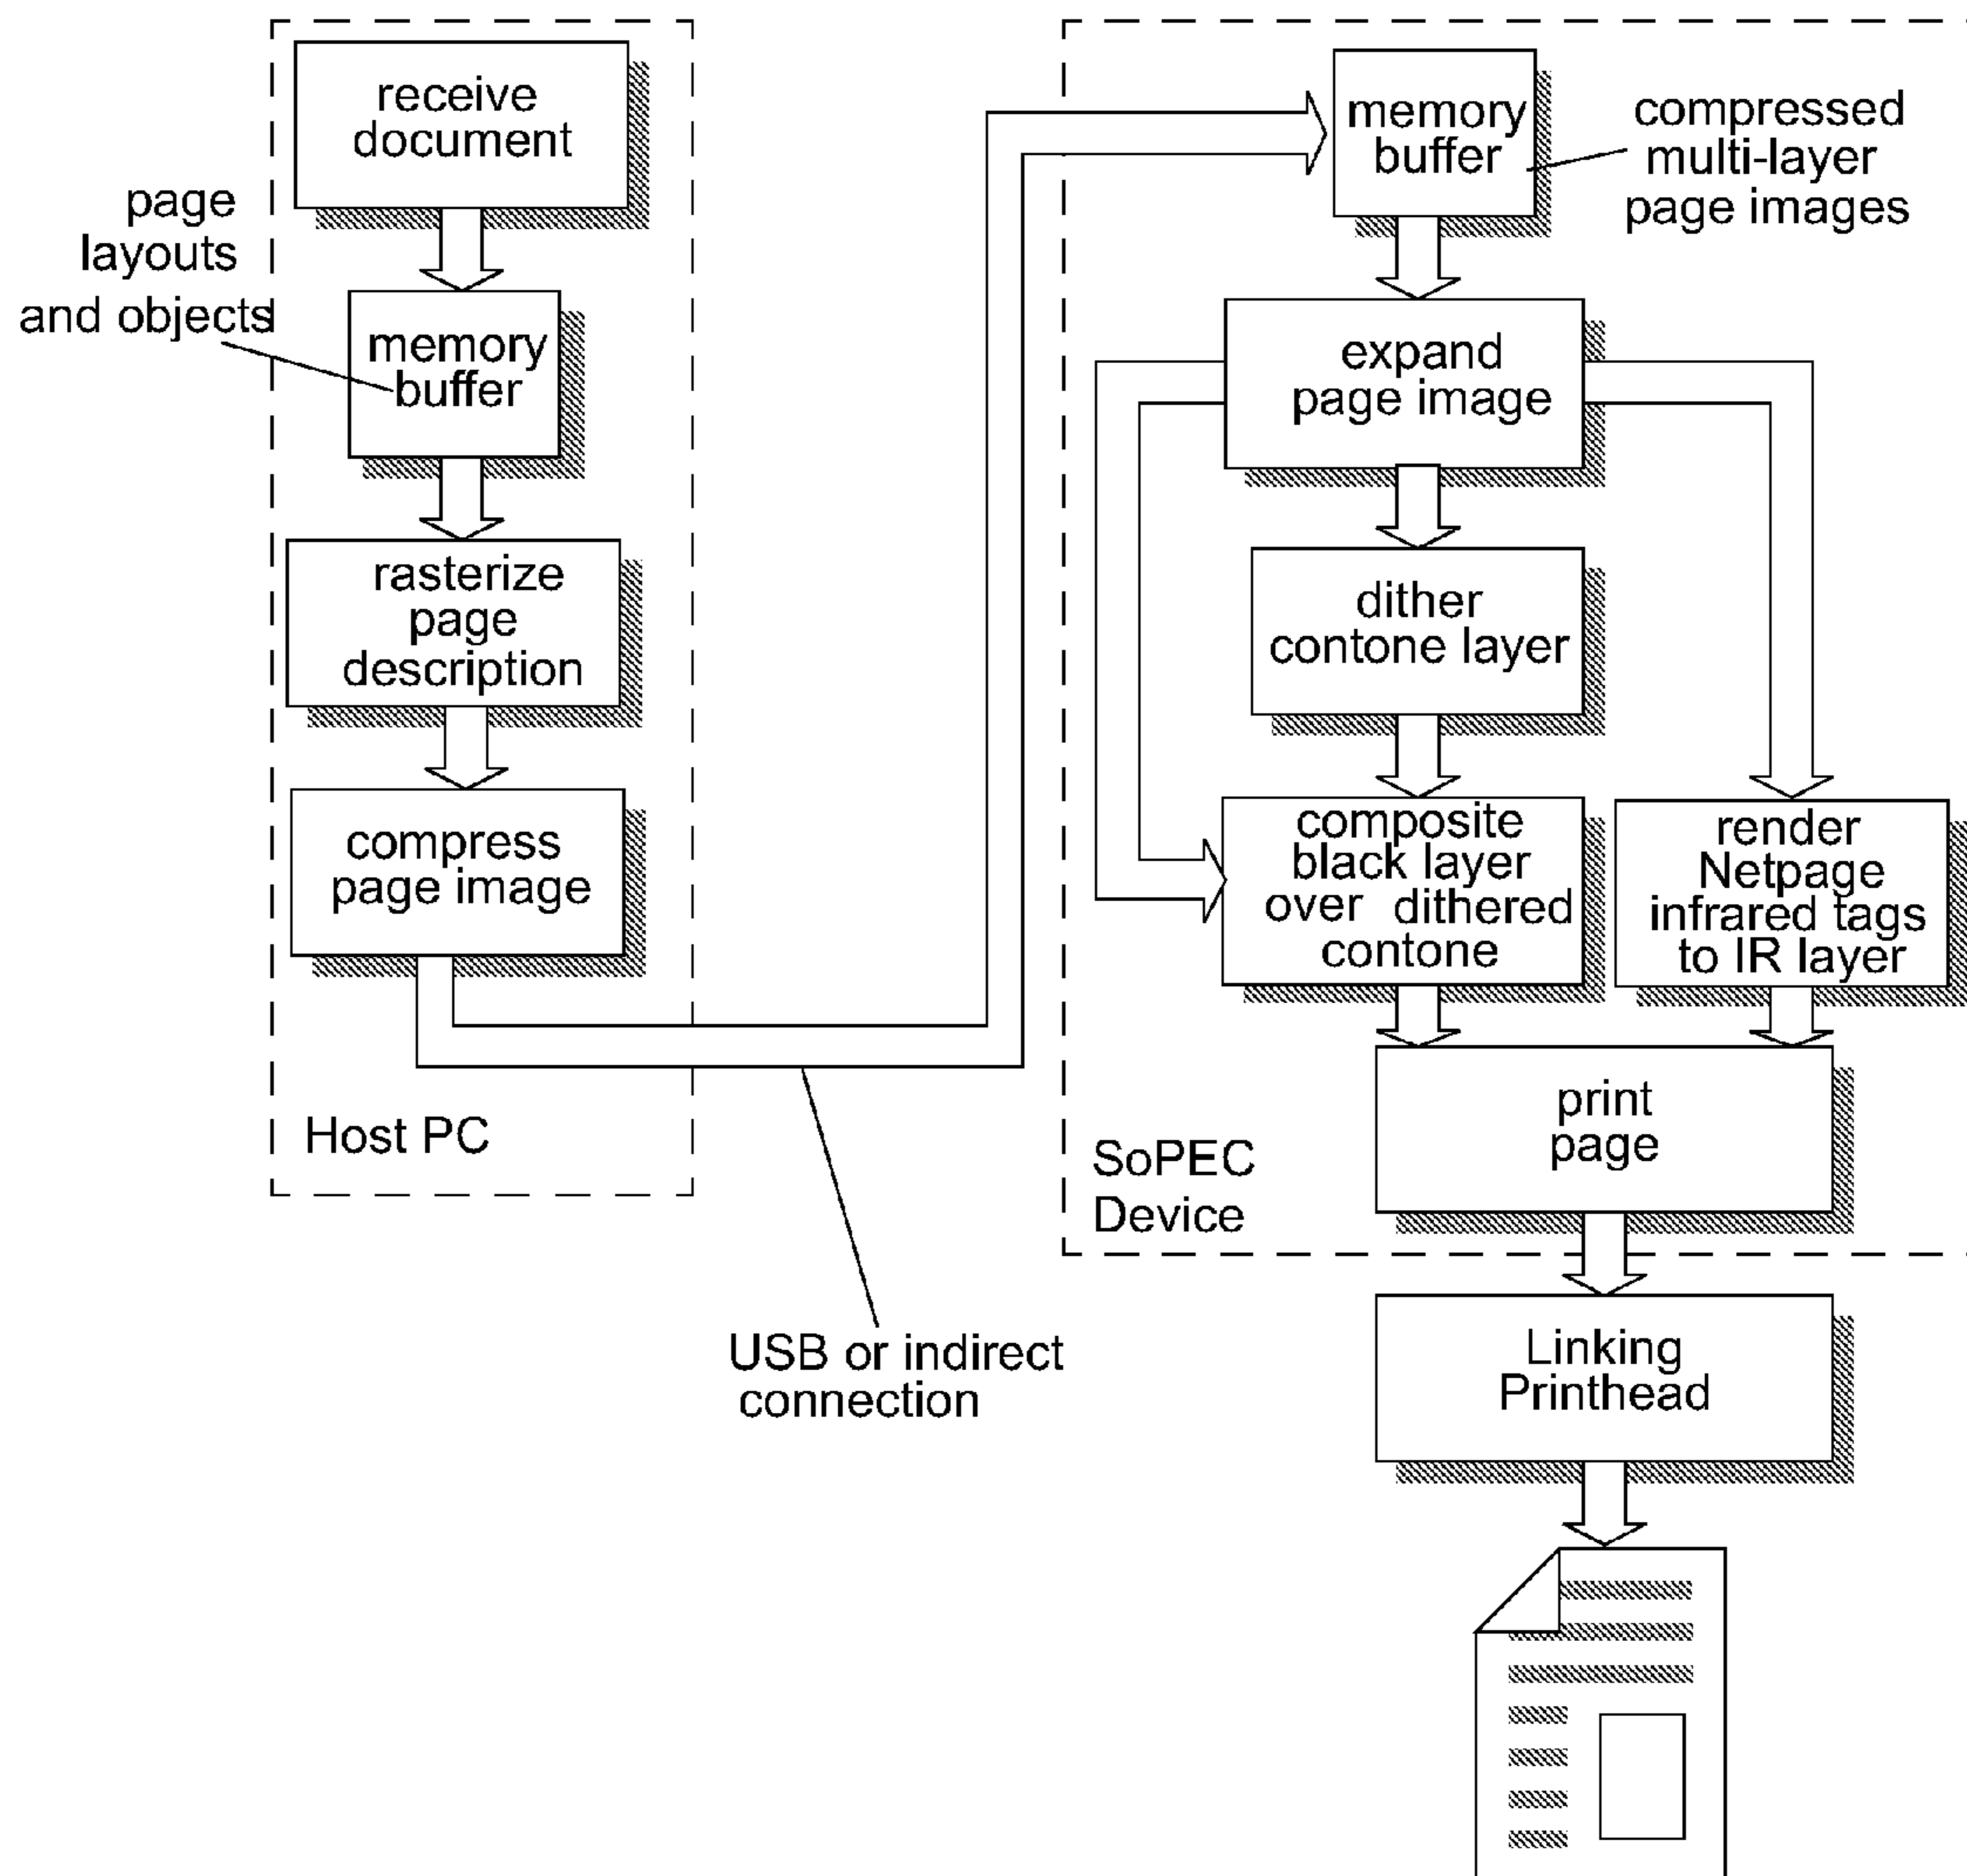 receive
document
page
layouts
and objects
memory
buffer
rasterize
page
description
compress
page image
Host PC
USB or indirect
connection
memory
buffer
compressed
multi-layer
page images
expand
page image
dither
contone layer
composite
black layer
over dithered
contone
render
Netpage
infrared tags
to IR layer
print
page
SoPEC
Device
Linking
Printhead